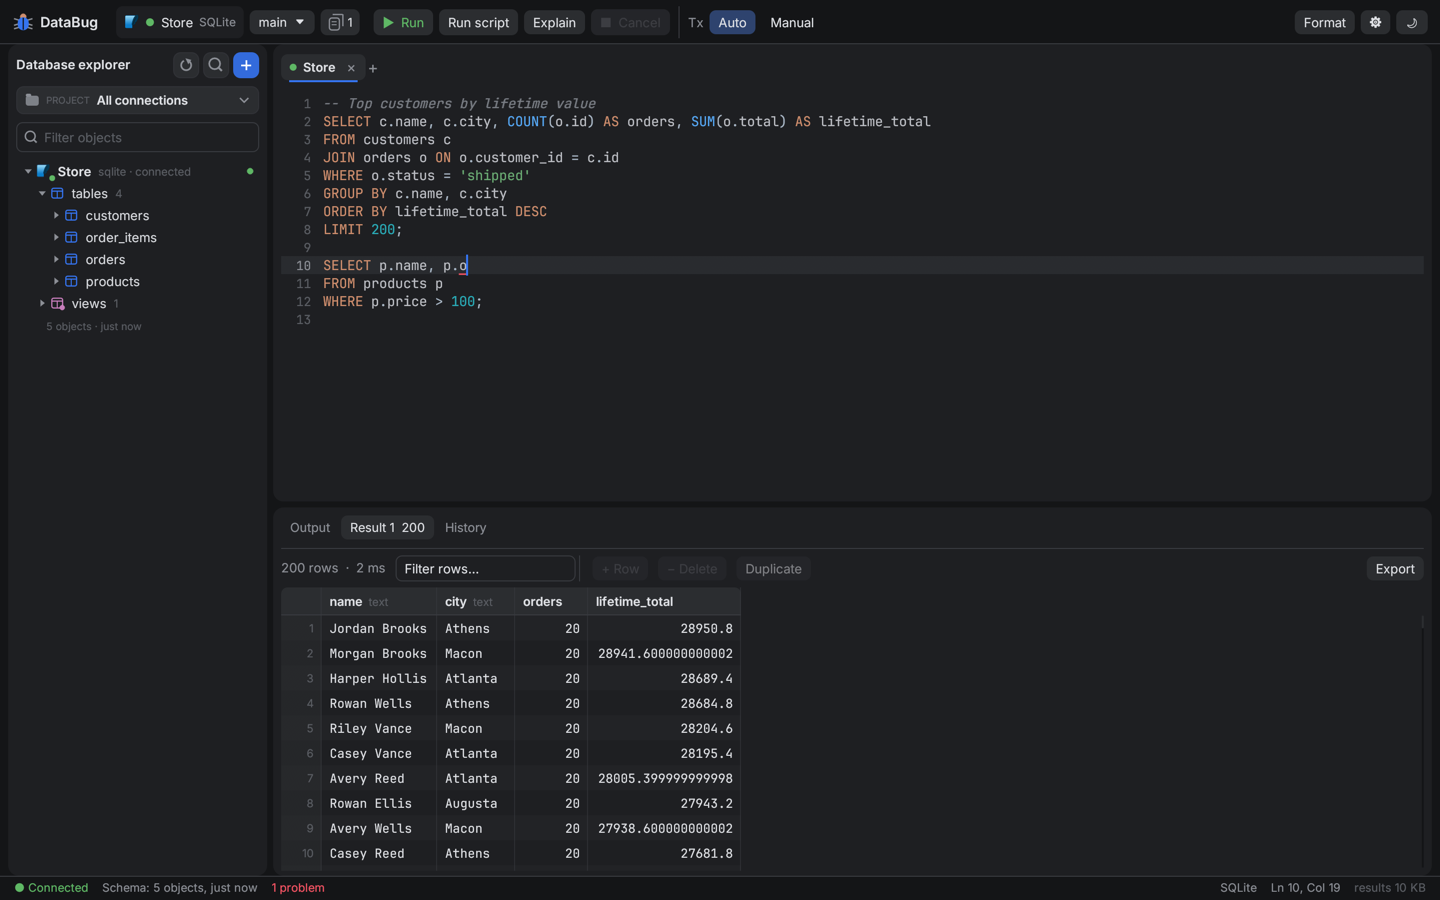 DataBug Store SQLite main 1 Run Run script Explain Cancel Tx Auto Manual Format
Database explorer
PROJECT All connections
Filter objects
Store sqlite · connected
tables 4
customers
order_items
orders
products
views 1
5 objects · just now
Store × +
1 -- Top customers by lifetime value
2 SELECT c.name, c.city, COUNT(o.id) AS orders, SUM(o.total) AS lifetime_total
3 FROM customers c
4 JOIN orders o ON o.customer_id = c.id
5 WHERE o.status = 'shipped'
6 GROUP BY c.name, c.city
7 ORDER BY lifetime_total DESC
8 LIMIT 200;
9
10 SELECT p.name, p.o
11 FROM products p
12 WHERE p.price > 100;
13
Output Result 1 200 History
200 rows · 2 ms Filter rows... + Row − Delete Duplicate Export
name text city text orders lifetime_total
1 Jordan Brooks Athens 20 28950.8
2 Morgan Brooks Macon 20 28941.600000000002
3 Harper Hollis Atlanta 20 28689.4
4 Rowan Wells Athens 20 28684.8
5 Riley Vance Macon 20 28204.6
6 Casey Vance Atlanta 20 28195.4
7 Avery Reed Atlanta 20 28005.399999999998
8 Rowan Ellis Augusta 20 27943.2
9 Avery Wells Macon 20 27938.600000000002
10 Casey Reed Athens 20 27681.8
Connected Schema: 5 objects, just now 1 problem SQLite Ln 10, Col 19 results 10 KB